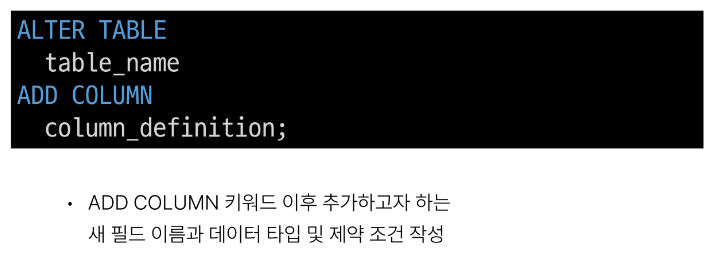 ALTER TABLE
table_name
ADD COLUMN
column_definition;
• ADD COLUMN 키워드 이후 추가하고자 하는
새 필드 이름과 데이터 타입 및 제약 조건 작성